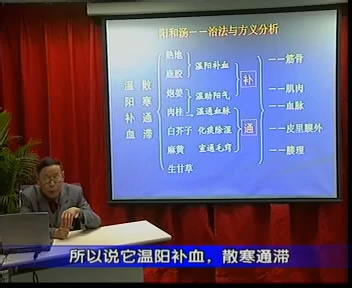 阳和汤——治法与方义分析
温阳补血
散寒通滞
熟地
鹿胶
温阳补血
炮姜
温助阳气
肉桂
温通血脉
白芥子 化痰除湿
麻黄 宣通毛窍
生甘草
补
通
——筋骨
——肌肉
——血脉
——皮里膜外
——腠理
所以说它温阳补血，散寒通滞